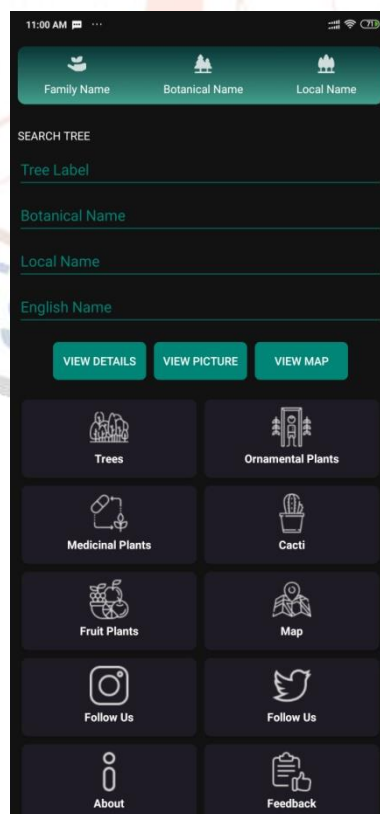 11:00 AM ...
71
Family Name Botanical Name Local Name
SEARCH TREE
Tree Label
Botanical Name
Local Name
English Name
VIEW DETAILS VIEW PICTURE VIEW MAP
Trees Ornamental Plants
Medicinal Plants Cacti
Fruit Plants Map
Follow Us Follow Us
About Feedback